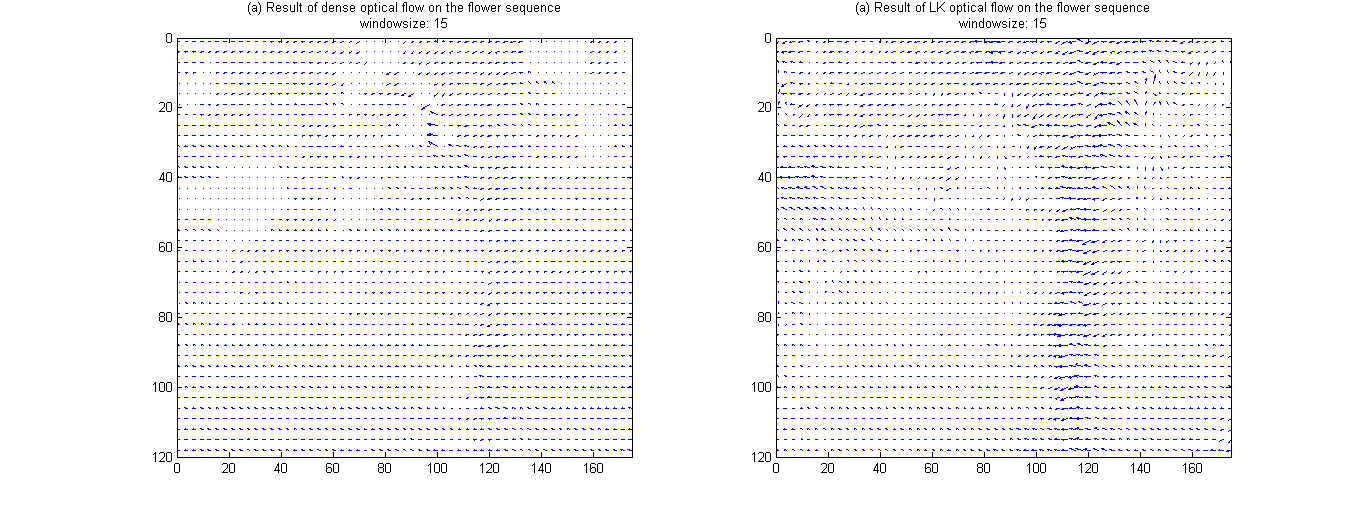 (a) Result of dense optical flow on the flower sequence
windowsize: 15
0
20
40
60
80
100
120
0 20 40 60 80 100 120 140 160
(a) Result of LK optical flow on the flower sequence
windowsize: 15
0
20
40
60
80
100
120
0 20 40 60 80 100 120 140 160